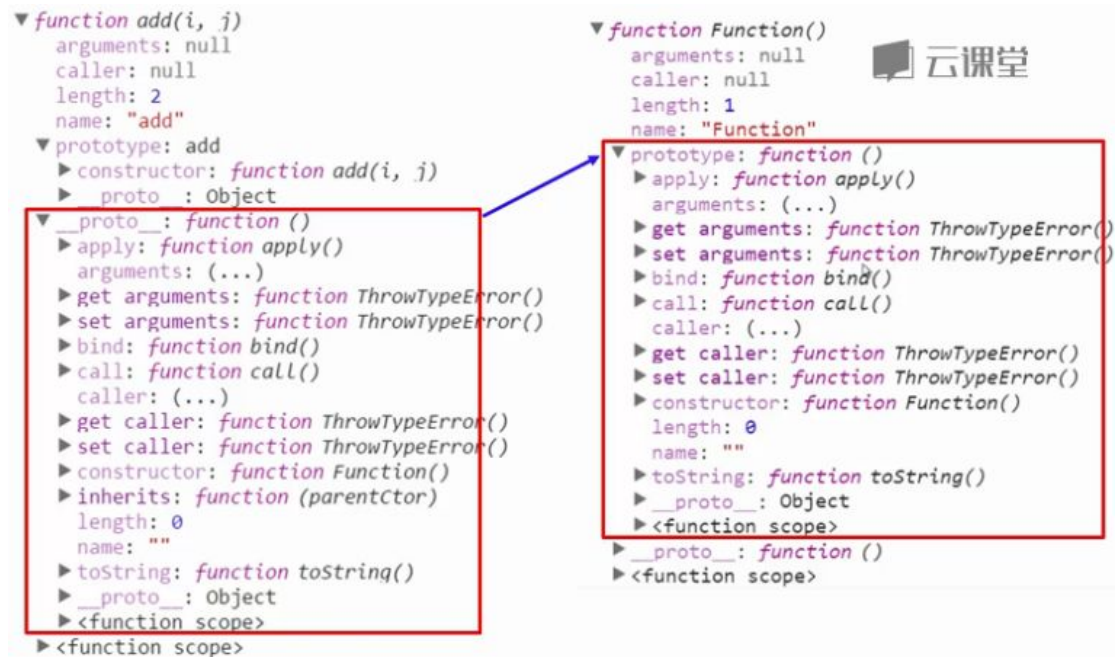 ▼ function add(i, j)
arguments: null
caller: null
length: 2
name: "add"
▼ prototype: add
▶ constructor: function add(i, j)
▶ __proto__: Object
▼ __proto__: function ()
▶ apply: function apply()
arguments: (...)
▶ get arguments: function ThrowTypeError()
▶ set arguments: function ThrowTypeError()
▶ bind: function bind()
▶ call: function call()
caller: (...)
▶ get caller: function ThrowTypeError()
▶ set caller: function ThrowTypeError()
▶ constructor: function Function()
▶ inherits: function (parentCtor)
length: 0
name: ""
▶ toString: function toString()
▶ __proto__: Object
▶ <function scope>
▶ <function scope>
▼ function Function()
arguments: null
caller: null
length: 1
name: "Function"
云课堂
▼ prototype: function ()
▶ apply: function apply()
arguments: (...)
▶ get arguments: function ThrowTypeError()
▶ set arguments: function ThrowTypeError()
▶ bind: function bind()
▶ call: function call()
caller: (...)
▶ get caller: function ThrowTypeError()
▶ set caller: function ThrowTypeError()
▶ constructor: function Function()
length: 0
name: ""
▶ toString: function toString()
▶ __proto__: Object
▶ <function scope>
▶ __proto__: function ()
▶ <function scope>